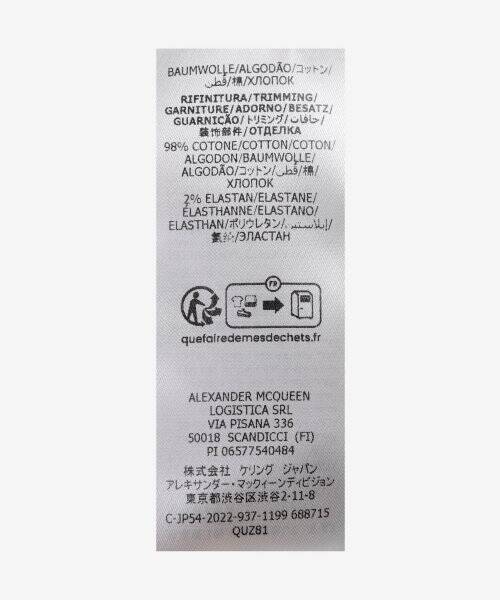 BAUMWOLLE/ALGODÃO/コットン/
قطن/棉/ХЛОПОК
RIFINITURA/TRIMMING/
GARNITURE/ADORNO/BESATZ/
GUARNIÇÃO/トリミング/حافات/
装饰部件/ОТДЕЛКА
98% COTONE/COTTON/COTON/
ALGODON/BAUMWOLLE/
ALGODÃO/コットン/قطن/棉/
ХЛОПОК
2% ELASTAN/ELASTANE/
ÉLASTHANNE/ELASTANO/
ELASTHAN/ポリウレタン/إيلاستين/
氨纶/ЭЛАСТАН
FR
quefairedemesdechets.fr
ALEXANDER MCQUEEN
LOGISTICA SRL
VIA PISANA 336
50018 SCANDICCI (FI)
PI 06577540484
株式会社 ケリング ジャパン
アレキサンダー・マックィーンディビジョン
東京都渋谷区渋谷2-11-8
C-JP54-2022-937-1199 688715
QUZ81